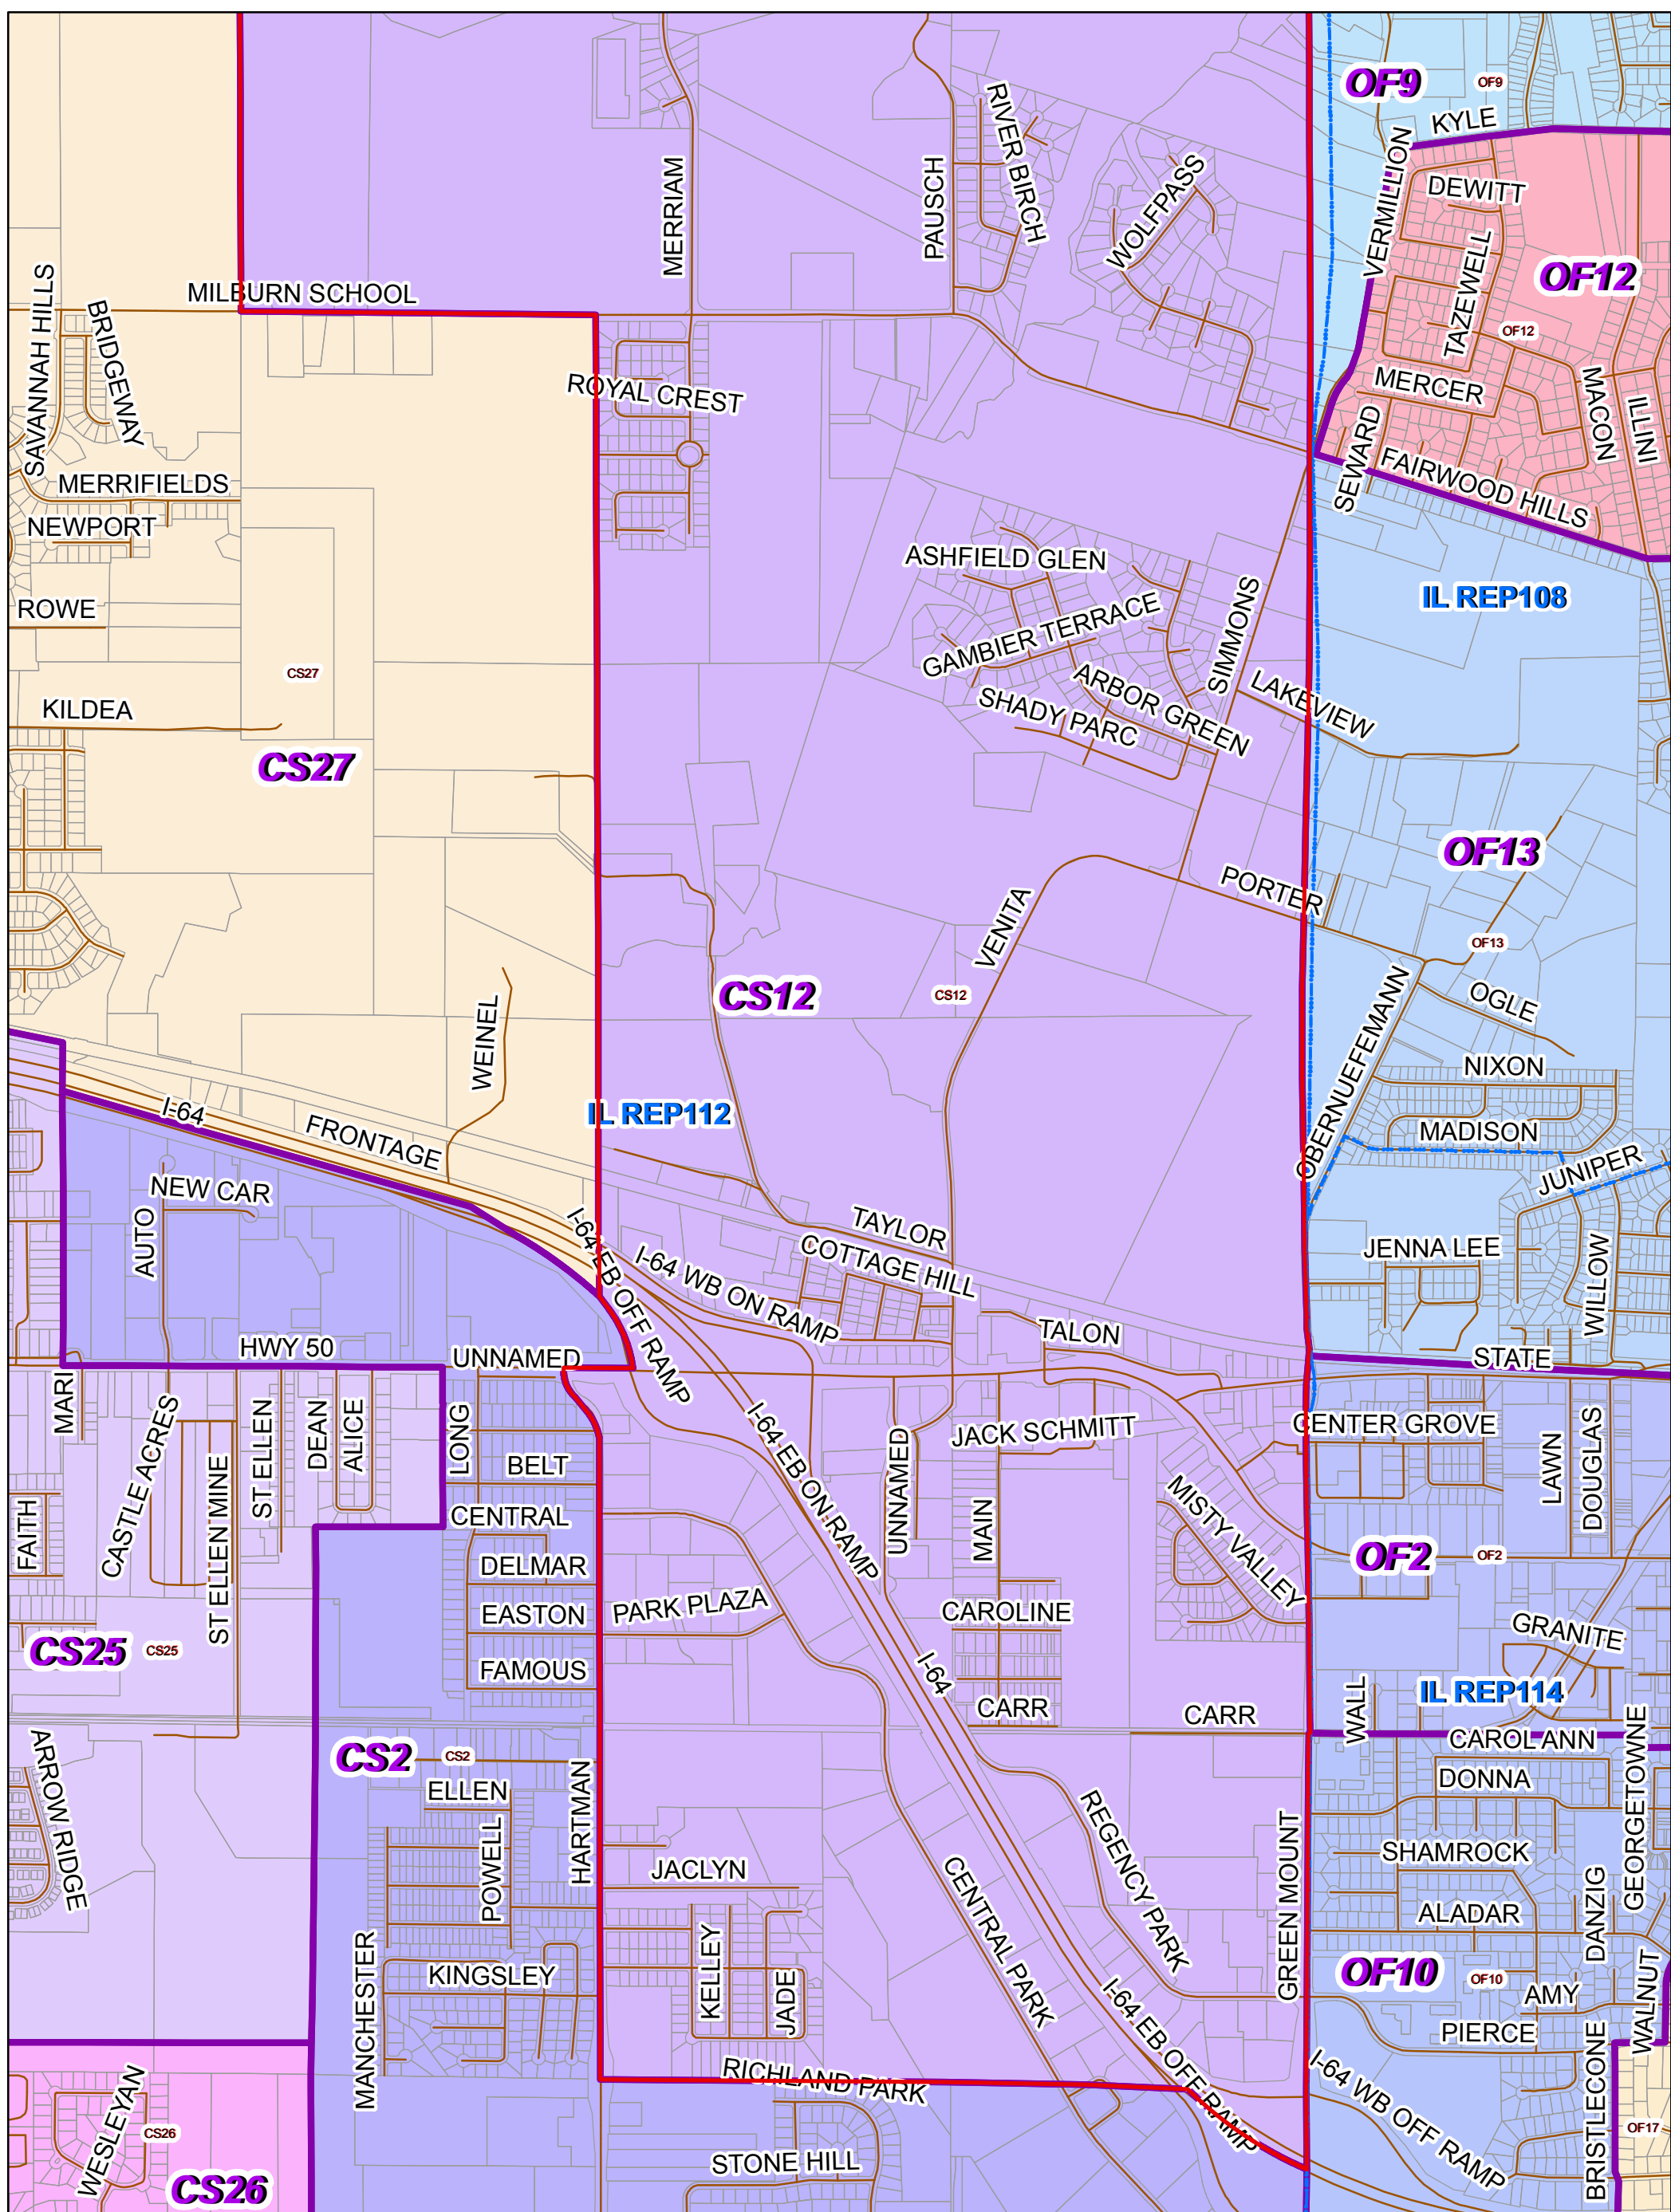 OF9
OF9
KYLE
VERMILLION
DEWITT
RIVER BIRCH
MERRIAM
PAUSCH
WOLFPASS
TAZEWELL
OF12
OF12
MILBURN SCHOOL
SAVANNAH HILLS
BRIDGEWAY
ROYAL CREST
MERCER
MACON
ILLINI
SEWARD
FAIRWOOD HILLS
MERRIFIELDS
NEWPORT
ASHFIELD GLEN
ROWE
GAMBIER TERRACE
SIMMONS
IL REP108
CS27
KILDEA
ARBOR GREEN
SHADY PARC
LAKEVIEW
CS27
OF13
PORTER
VENITA
OF13
CS12
CS12
OBERNUEFEMANN
OGLE
WEINEL
NIXON
I-64
IL REP112
FRONTAGE
MADISON
JUNIPER
NEW CAR
AUTO
I-64 EB OFF RAMP
TAYLOR
COTTAGE HILL
I-64 WB ON RAMP
JENNA LEE
WILLOW
TALON
HWY 50
UNNAMED
STATE
MARI
CASTLE ACRES
ST ELLEN MINE
ST ELLEN
DEAN
ALICE
LONG
BELT
I-64 EB ON RAMP
UNNAMED
JACK SCHMITT
CENTER GROVE
LAWN
DOUGLAS
FAITH
CENTRAL
MAIN
MISTY VALLEY
DELMAR
OF2
OF2
EASTON
PARK PLAZA
CAROLINE
GRANITE
CS25
CS25
FAMOUS
I-64
CARR
CARR
WALL
IL REP114
CAROL ANN
GEORGETOWNE
ARROW RIDGE
CS2
CS2
DONNA
ELLEN
POWELL
HARTMAN
REGENCY PARK
GREEN MOUNT
SHAMROCK
JACLYN
CENTRAL PARK
ALADAR
DANZIG
MANCHESTER
KINGSLEY
KELLEY
JADE
OF10
OF10
AMY
WALNUT
PIERCE
I-64 EB OFF RAMP
RICHLAND PARK
I-64 WB OFF RAMP
BRISTLECONE
WESLEYAN
CS26
OF17
STONE HILL
CS26